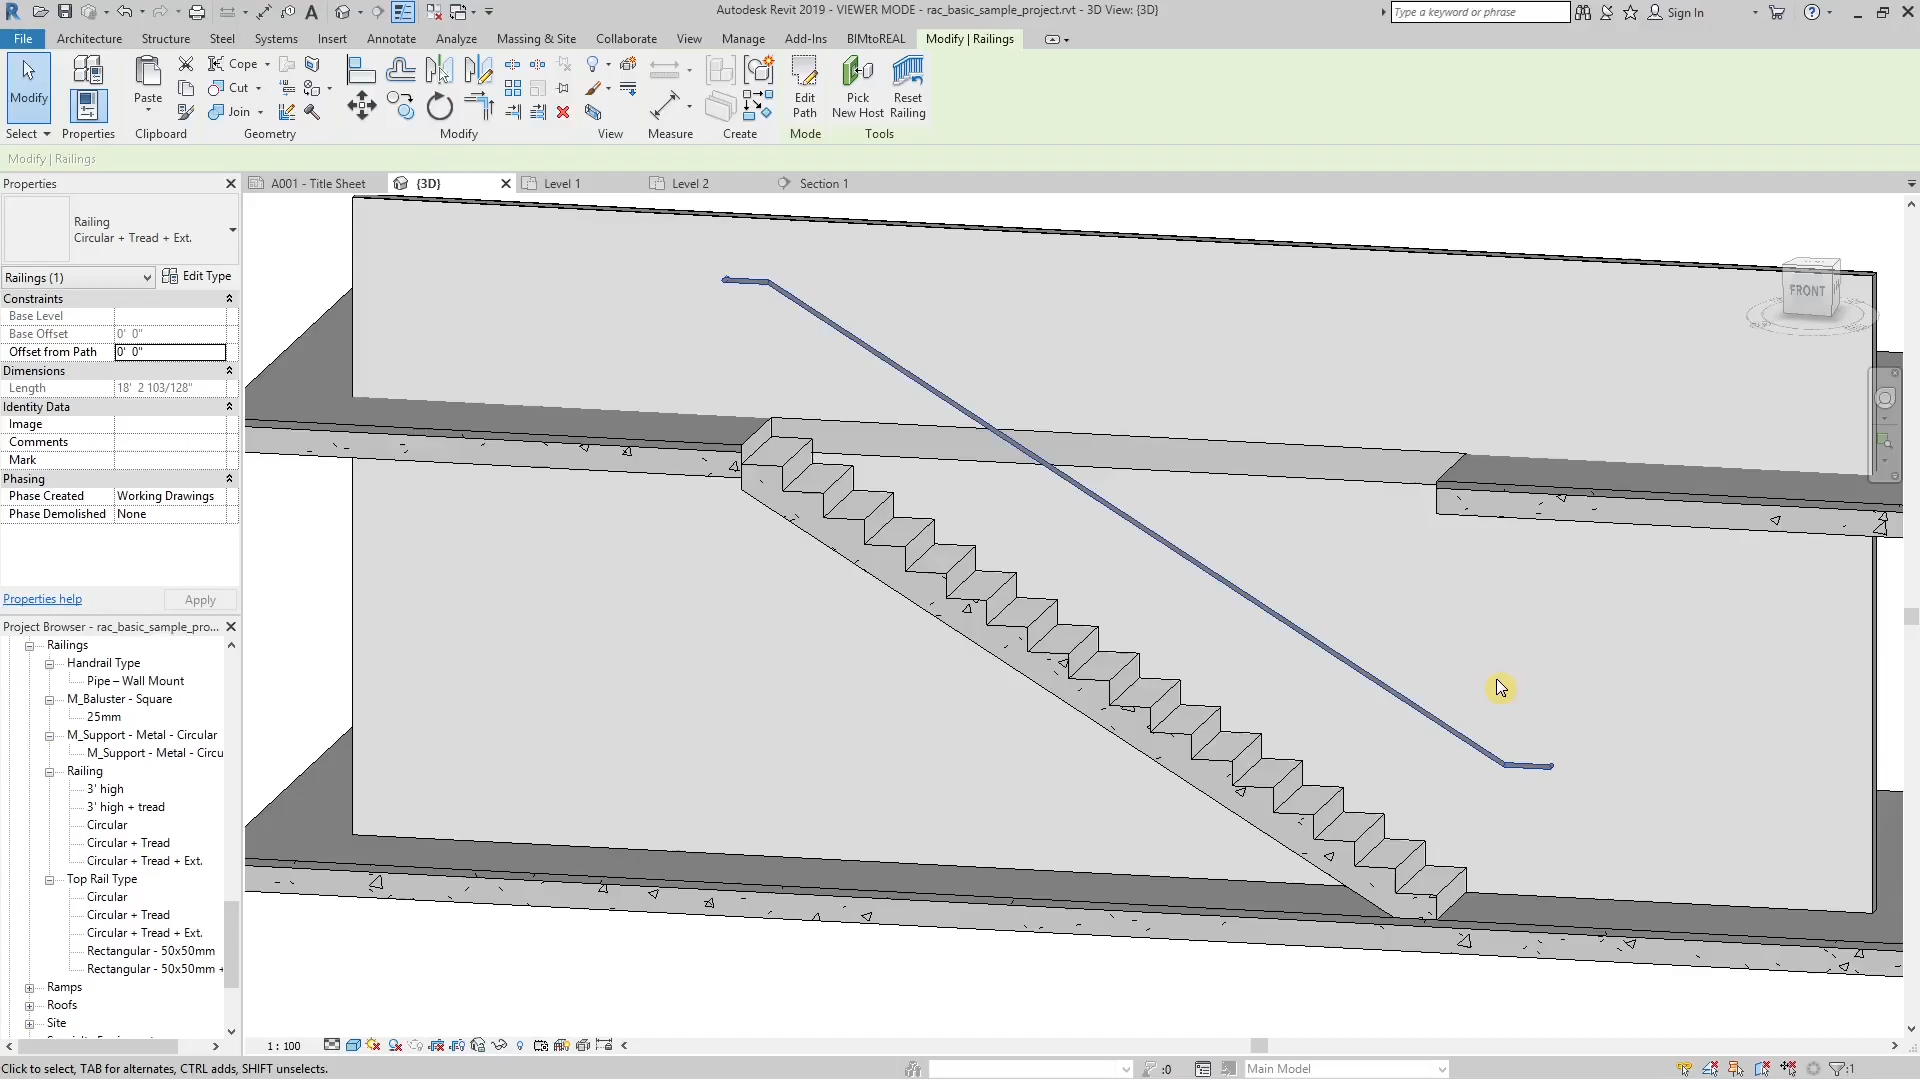 Autodesk Revit 2019 - VIEWER MODE - rac_basic_sample_project.rvt - 3D View: {3D}
Type a keyword or phrase
Sign In
File
Architecture
Structure
Steel
Systems
Insert
Annotate
Analyze
Massing & Site
Collaborate
View
Manage
Add-Ins
BIMtoREAL
Modify | Railings
Modify
Paste
Cope
Cut
Join
Edit Path
Pick New Host
Reset Railing
Select
Properties
Clipboard
Geometry
Modify
View
Measure
Create
Mode
Tools
Modify | Railings
Properties
A001 - Title Sheet
{3D}
Level 1
Level 2
Section 1
Railing
Circular + Tread + Ext.
Railings (1)
Edit Type
Constraints
Base Level
Base Offset 0' 0"
Offset from Path 0' 0"
Dimensions
Length 18' 2 103/128"
Identity Data
Image
Comments
Mark
Phasing
Phase Created Working Drawings
Phase Demolished None
Properties help
Apply
FRONT
Project Browser - rac_basic_sample_pro...
Railings
Handrail Type
Pipe – Wall Mount
M_Baluster - Square
25mm
M_Support - Metal - Circular
M_Support - Metal - Circu
Railing
3' high
3' high + tread
Circular
Circular + Tread
Circular + Tread + Ext.
Top Rail Type
Circular
Circular + Tread
Circular + Tread + Ext.
Rectangular - 50x50mm
Rectangular - 50x50mm +
Ramps
Roofs
Site
1 : 100
Click to select, TAB for alternates, CTRL adds, SHIFT unselects.
:0
Main Model
:1